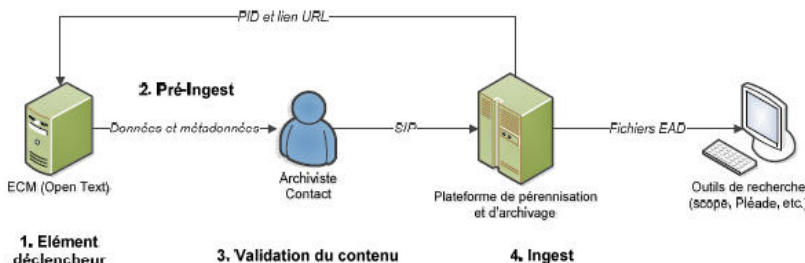 PID et lien URL
2. Pré-Ingest
Données et métadonnées
SIP
Fichiers EAD
ECM (Open Text)
Archiviste
Contact
Plateforme de pérennisation
et d'archivage
Outils de recherche
(scope, Pléade, etc.)
1. Elément
déclencheur
3. Validation du contenu
4. Ingest